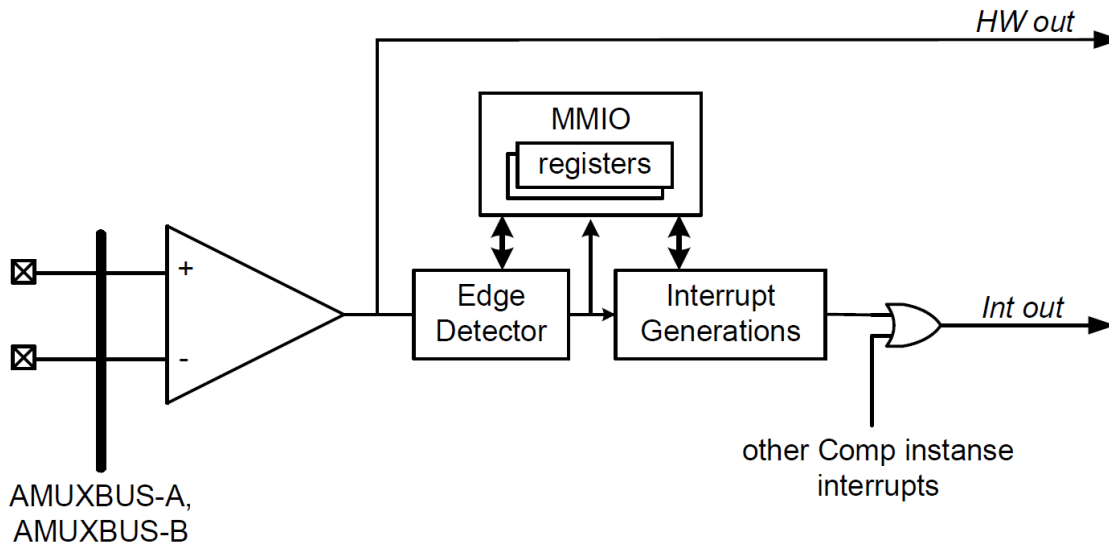 HW out
MMIO
registers
+
-
Edge
Detector
Interrupt
Generations
Int out
other Comp instanse
interrupts
AMUXBUS-A,
AMUXBUS-B